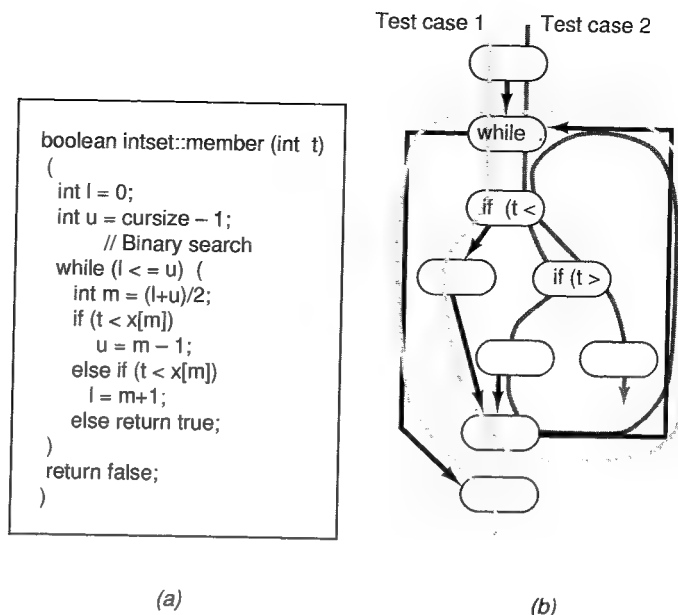 Test case 1
Test case 2
boolean intset::member (int t)
(
int l = 0;
int u = cursize – 1;
// Binary search
while (l < = u) (
int m = (l+u)/2;
if (t < x[m])
u = m – 1;
else if (t < x[m])
l = m+1;
else return true;
)
return false;
)
while
if (t <
if (t >
(a)
(b)